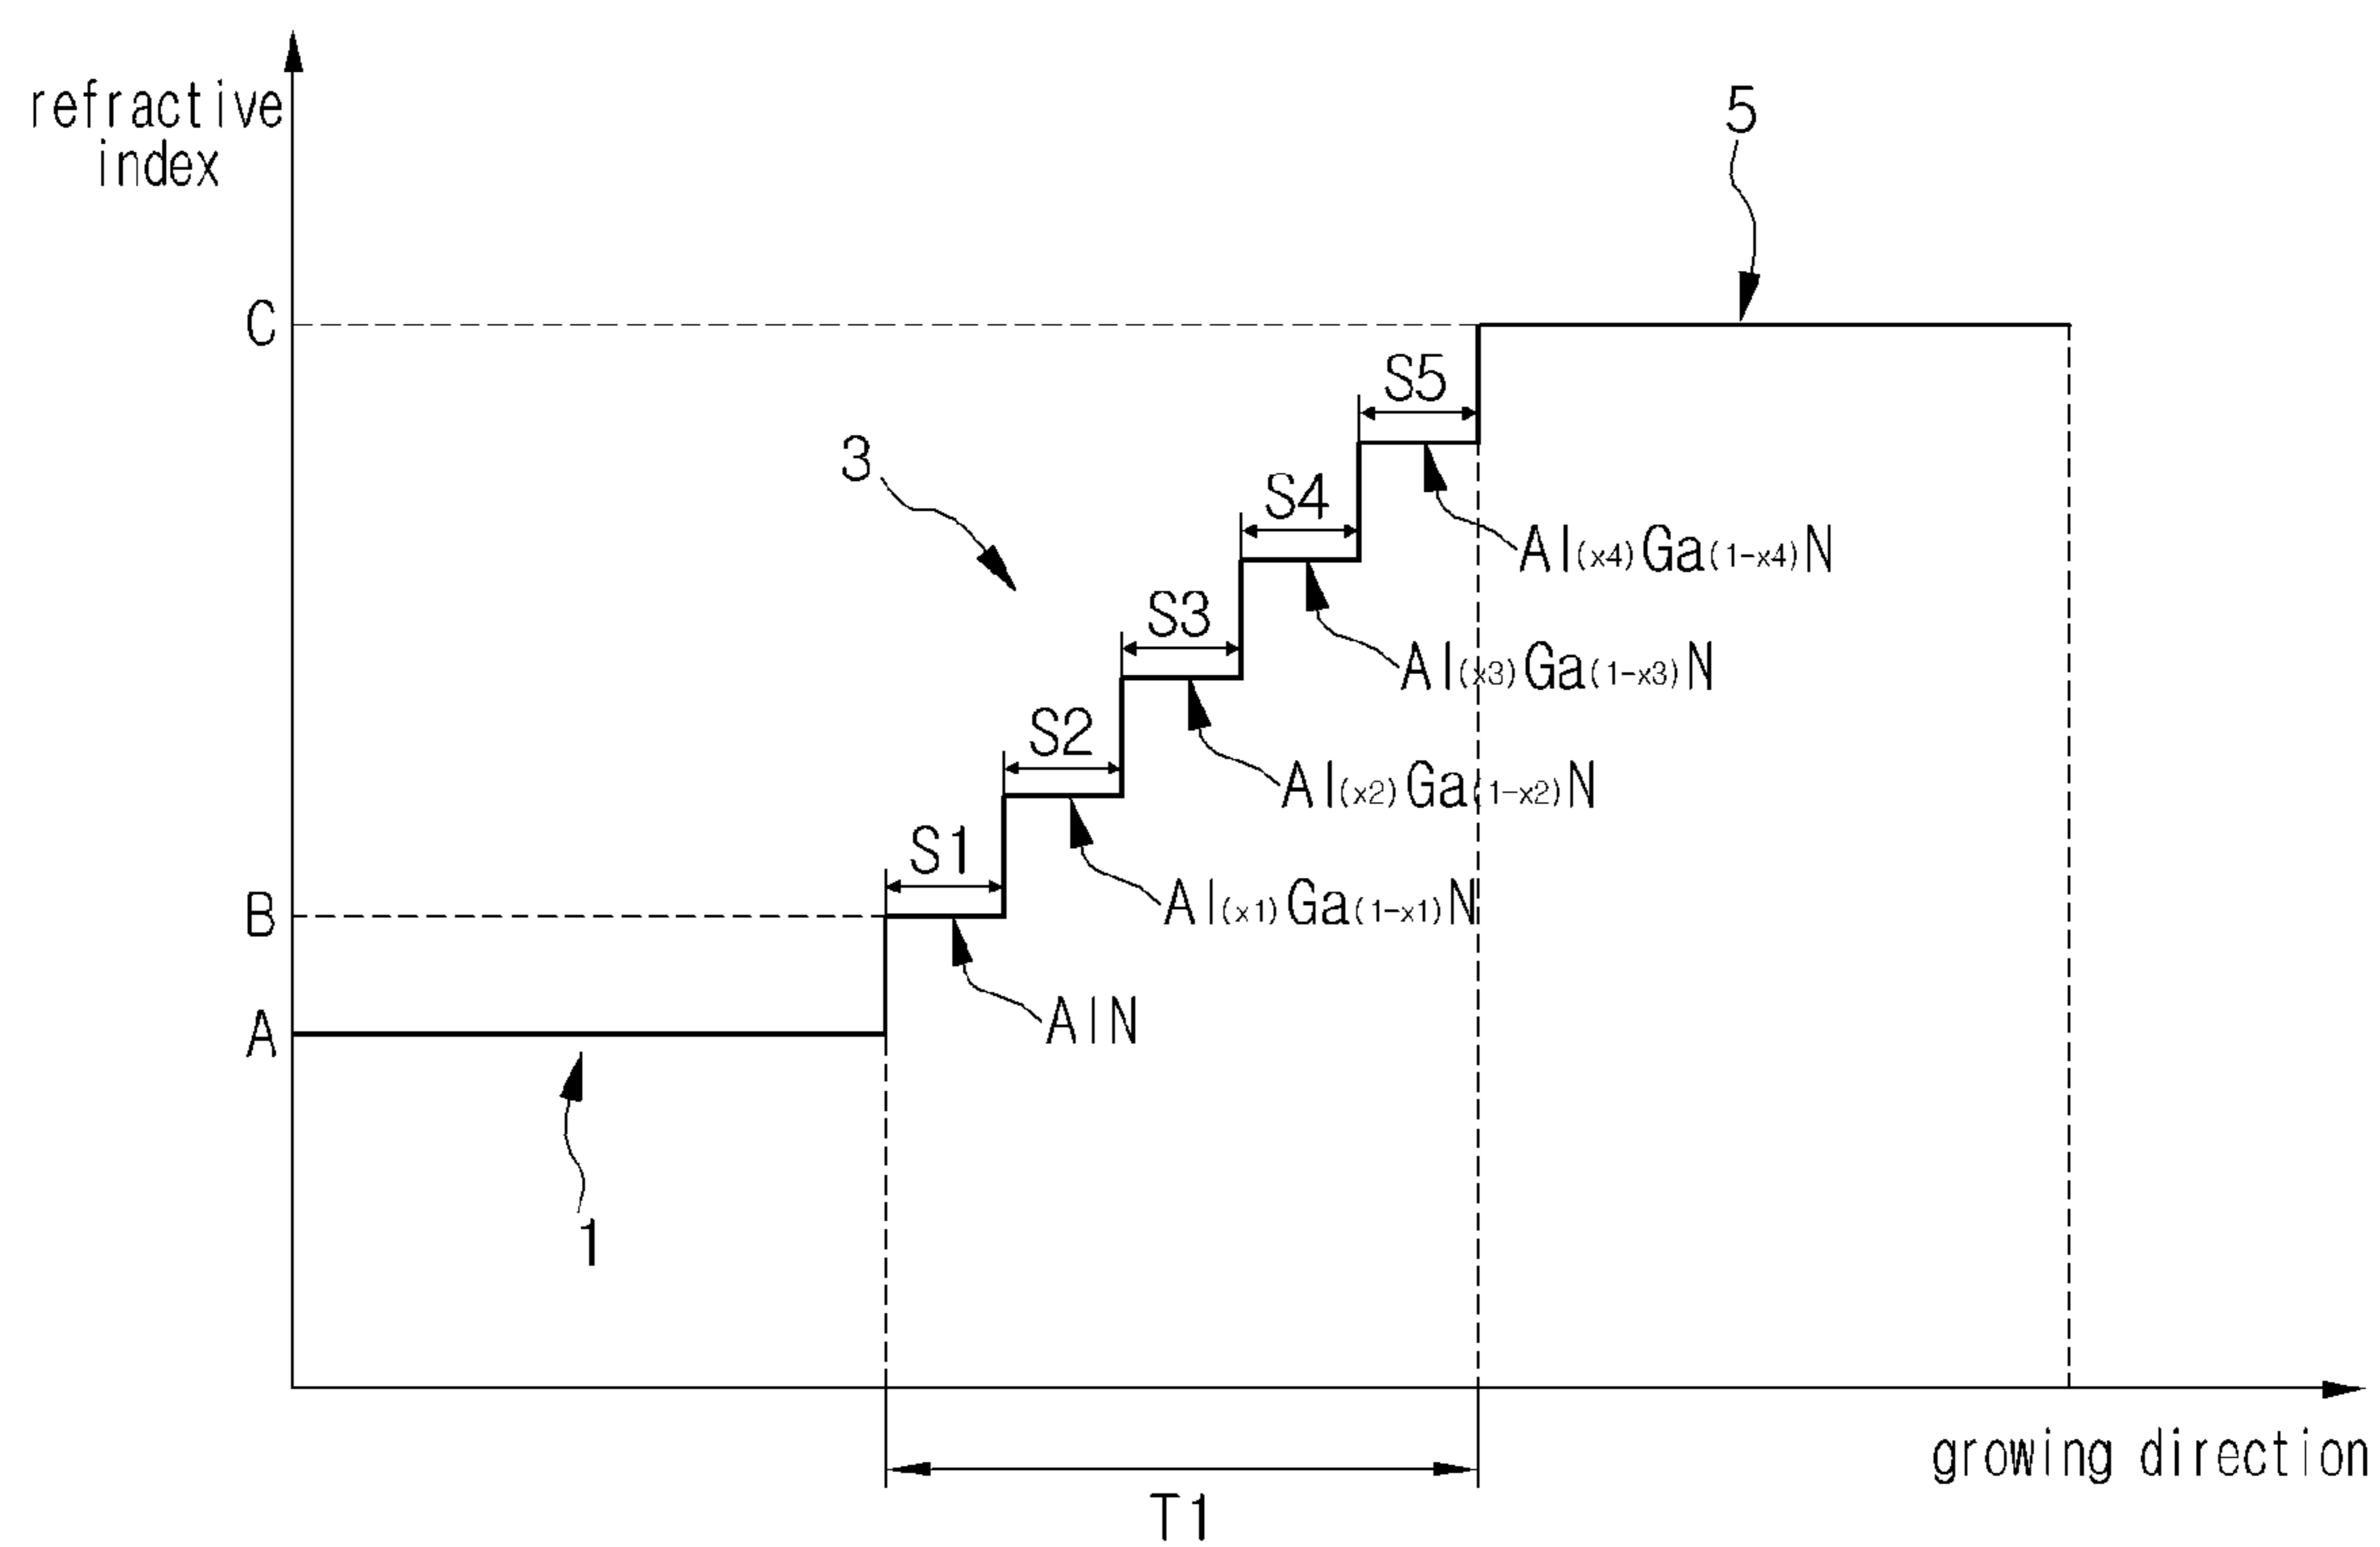 refractive
index
5
C
S5
3
S4
Al(x4)Ga(1-x4)N
S3
Al(x3)Ga(1-x3)N
S2
Al(x2)Ga(1-x2)N
S1
B
Al(x1)Ga(1-x1)N
A
AlN
1
growing direction
T1